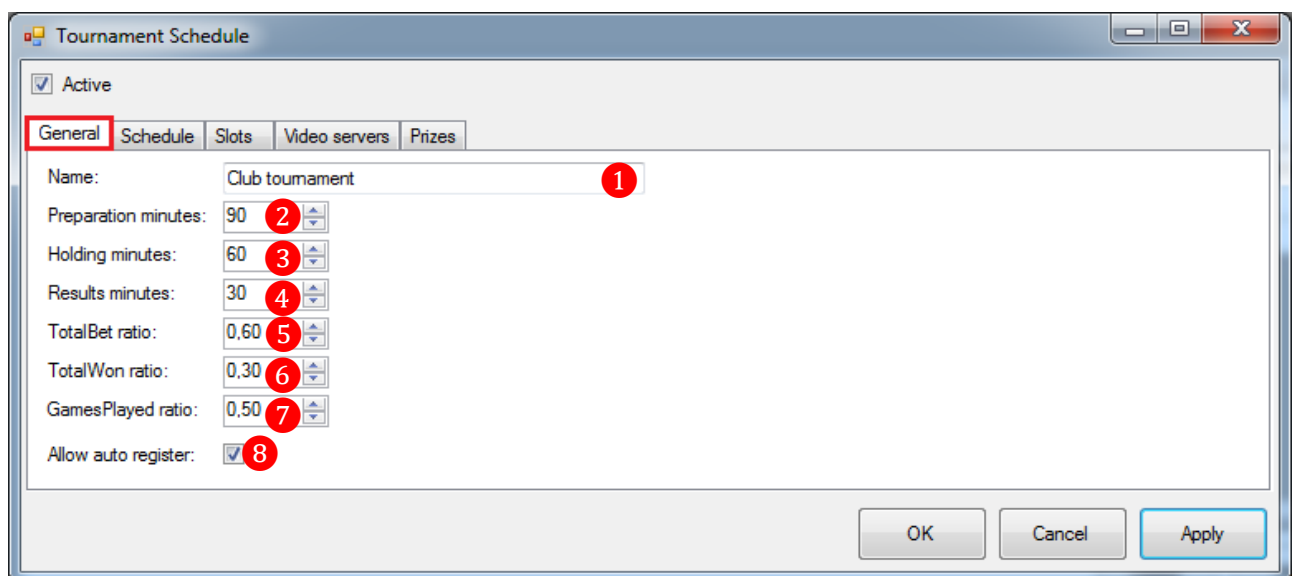 Tournament Schedule
Active
General Schedule Slots Video servers Prizes
Name: Club tournament 1
Preparation minutes: 90 2
Holding minutes: 60 3
Results minutes: 30 4
TotalBet ratio: 0,60 5
TotalWon ratio: 0,30 6
GamesPlayed ratio: 0,50 7
Allow auto register: 8
OK Cancel Apply